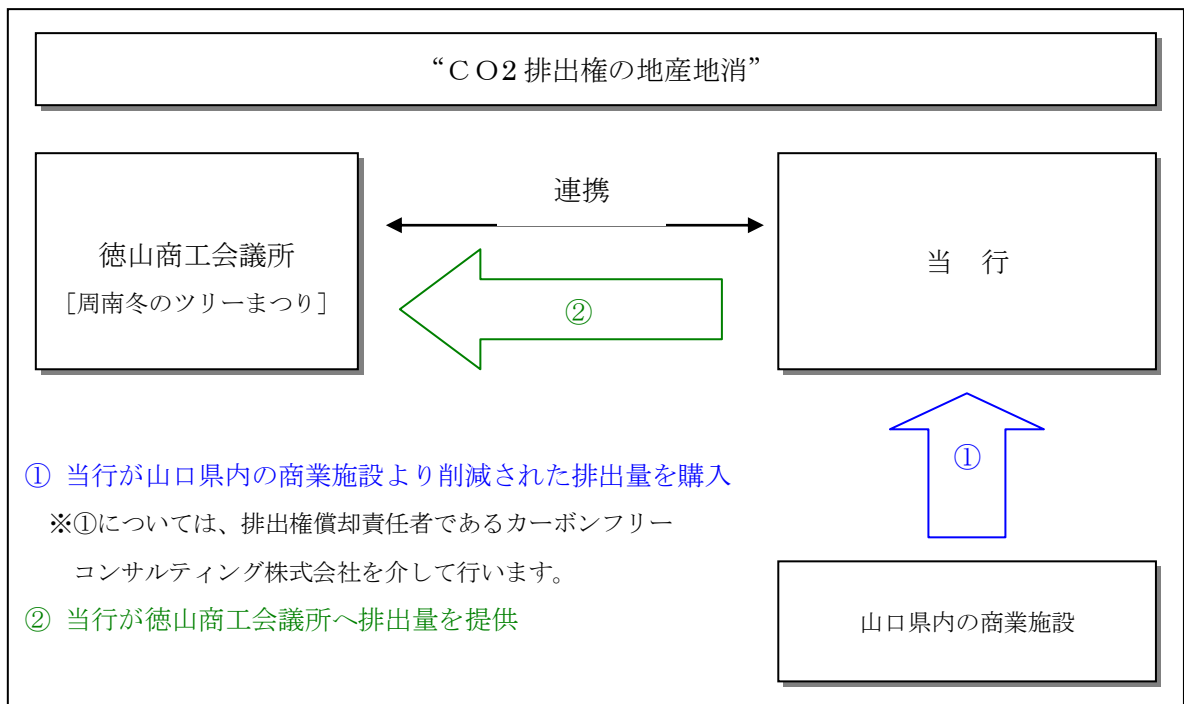 “CO2排出権の地産地消”
連携
徳山商工会議所
［周南冬のツリーまつり］
当　行
②
①
① 当行が山口県内の商業施設より削減された排出量を購入
※①については、排出権償却責任者であるカーボンフリー
コンサルティング株式会社を介して行います。
② 当行が徳山商工会議所へ排出量を提供
山口県内の商業施設